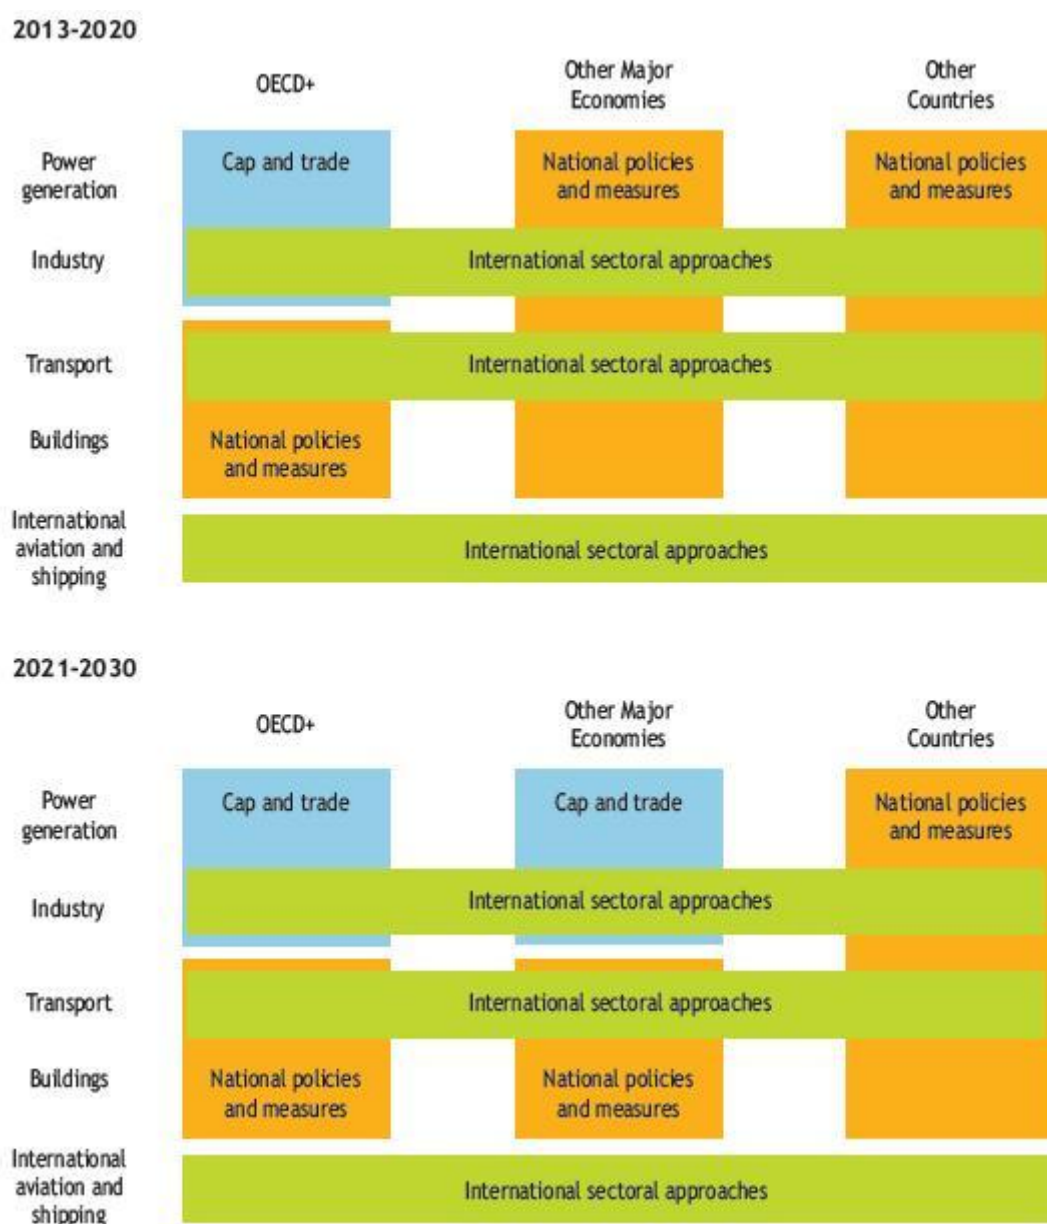 2013-2020
OECD+
Other Major
Economies
Other
Countries
Power
generation
Cap and trade
National policies
and measures
National policies
and measures
Industry
International sectoral approaches
Transport
International sectoral approaches
Buildings
National policies
and measures
International
aviation and
shipping
International sectoral approaches
2021-2030
OECD+
Other Major
Economies
Other
Countries
Power
generation
Cap and trade
Cap and trade
National policies
and measures
Industry
International sectoral approaches
Transport
International sectoral approaches
Buildings
National policies
and measures
National policies
and measures
International
aviation and
shipping
International sectoral approaches